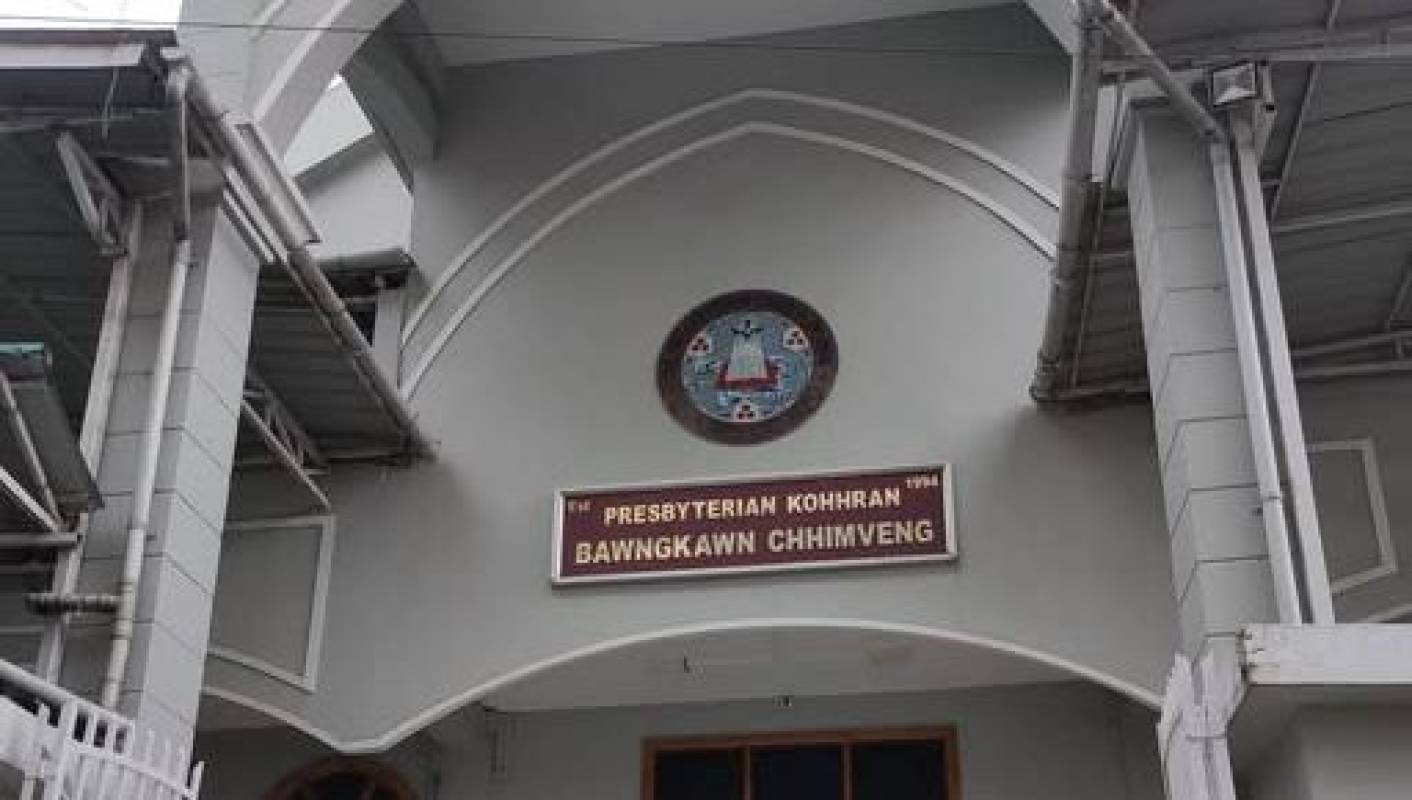 Est PRESBYTERIAN KOHHRAN 1994
BAWNGKAWN CHHIMVENG